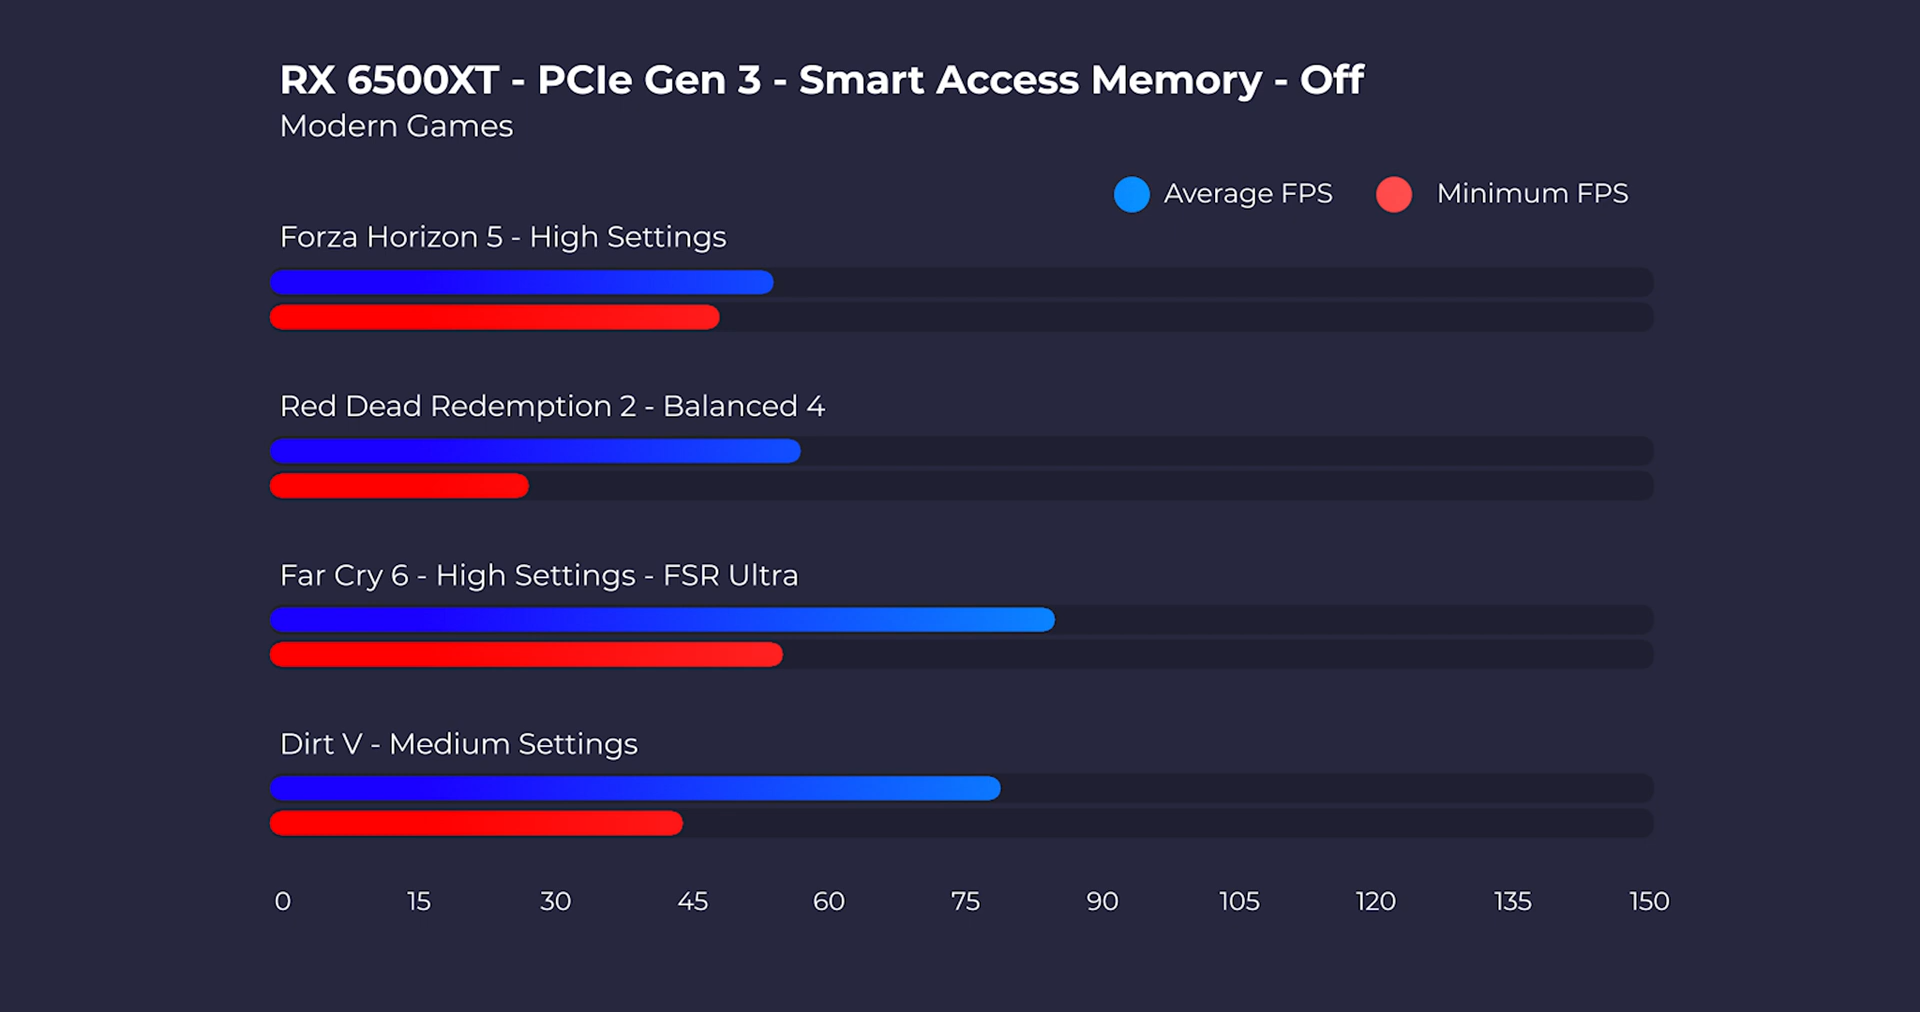 RX 6500XT - PCIe Gen 3 - Smart Access Memory - Off
Modern Games
Average FPS Minimum FPS
Forza Horizon 5 - High Settings
Red Dead Redemption 2 - Balanced 4
Far Cry 6 - High Settings - FSR Ultra
Dirt V - Medium Settings
0 15 30 45 60 75 90 105 120 135 150